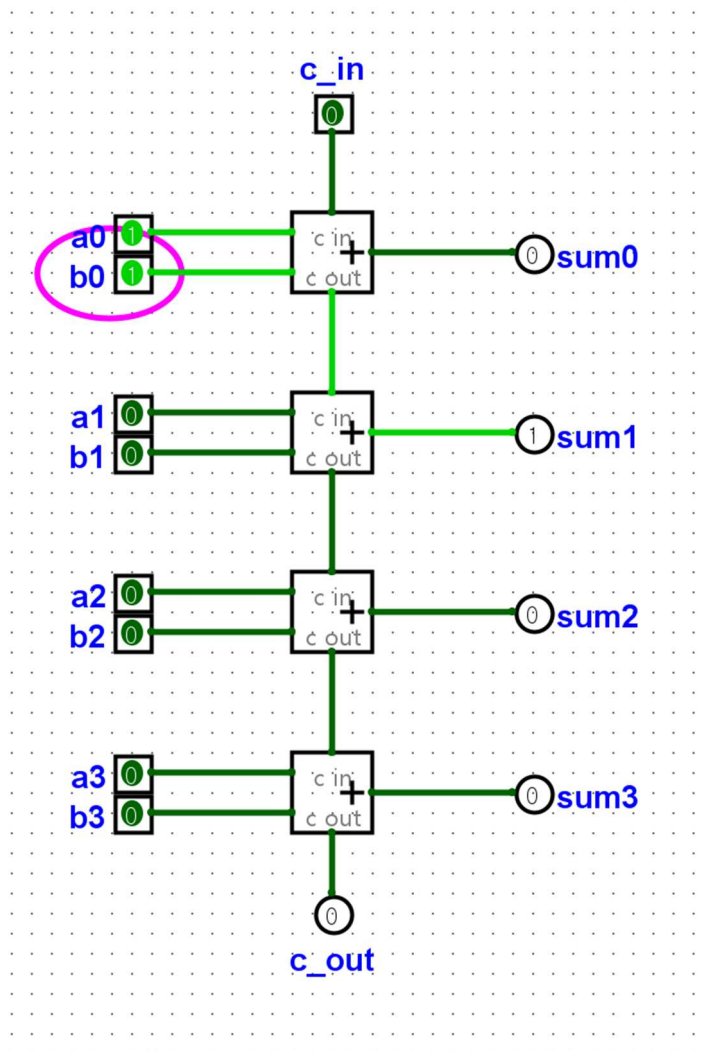 c_in
0
a0 1
c in
+
sum0
0
b0 1
c out
a1 0
c in
+
1 sum1
b1 0
c out
a2 0
c in
+
0 sum2
b2 0
c out
a3 0
c in
+
0 sum3
b3 0
c out
0
c_out